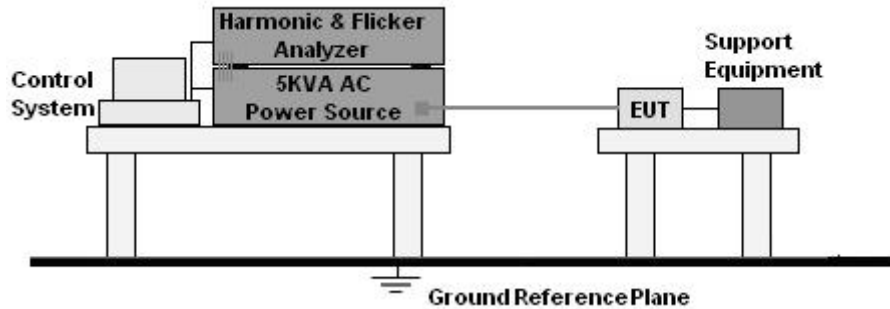 Harmonic & Flicker
Analyzer
Control
System
5KVA AC
Power Source
EUT
Support
Equipment
Ground Reference Plane